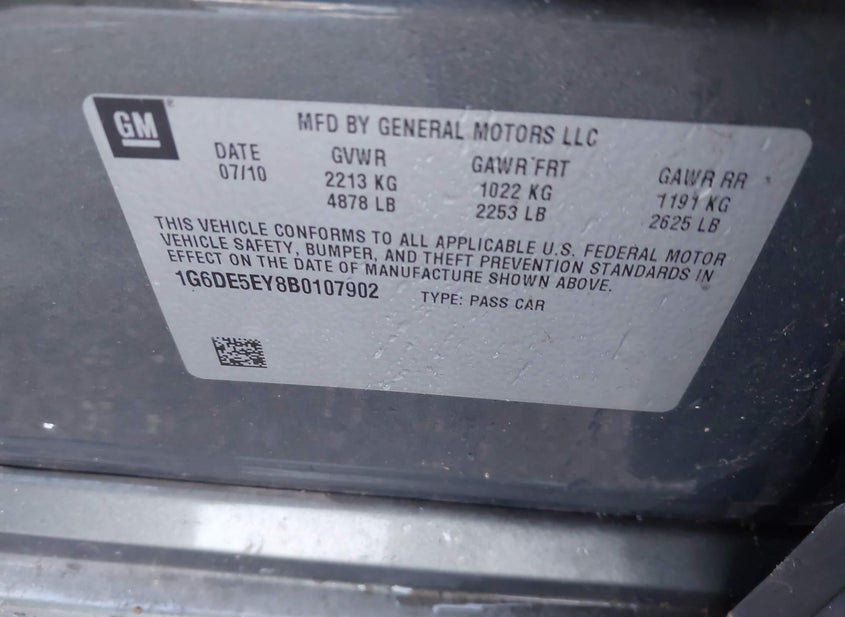 GM
MFD BY GENERAL MOTORS LLC
DATE GVWR GAWR FRT GAWR RR
07/10 2213 KG 1022 KG 1191 KG
4878 LB 2253 LB 2625 LB
THIS VEHICLE CONFORMS TO ALL APPLICABLE U.S. FEDERAL MOTOR
VEHICLE SAFETY, BUMPER, AND THEFT PREVENTION STANDARDS IN
EFFECT ON THE DATE OF MANUFACTURE SHOWN ABOVE.
1G6DE5EY8B0107902 TYPE: PASS CAR